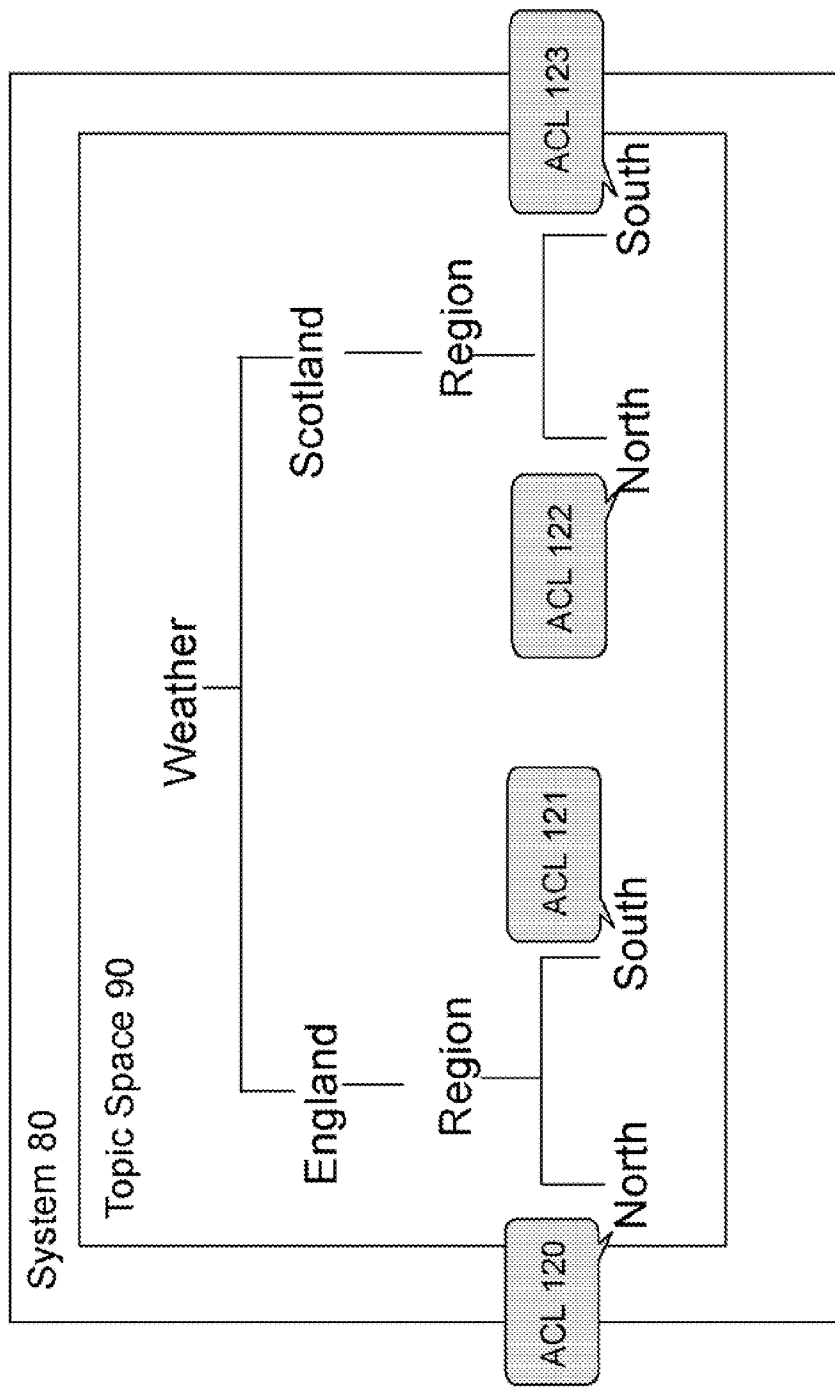 System 80
Topic Space 90
Weather
England
Scotland
Region
Region
ACL 120
ACL 121
ACL 122
ACL 123
North
South
North
South